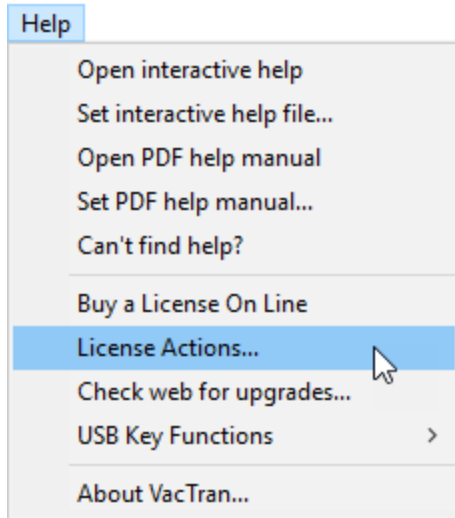 Help
Open interactive help
Set interactive help file...
Open PDF help manual
Set PDF help manual...
Can't find help?
Buy a License On Line
License Actions...
Check web for upgrades...
USB Key Functions
About VacTran...